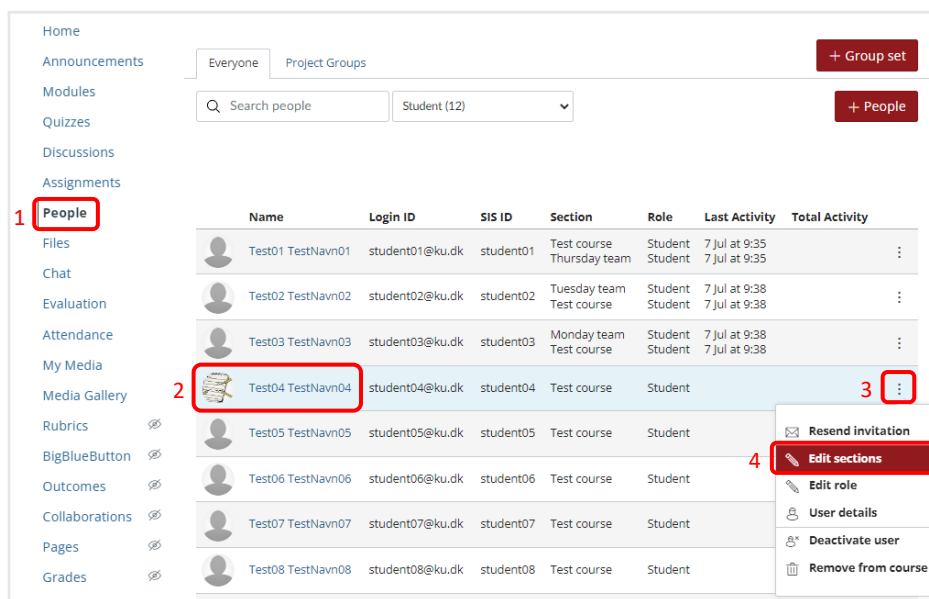 Home
Announcements
Modules
Quizzes
Discussions
Assignments
1 People
Files
Chat
Evaluation
Attendance
My Media
Media Gallery
Rubrics
BigBlueButton
Outcomes
Collaborations
Pages
Grades
Everyone Project Groups + Group set
Search people Student (12) + People
Name Login ID SIS ID Section Role Last Activity Total Activity
Test01 TestNavn01 student01@ku.dk student01 Test course Student 7 Jul at 9:35
Thursday team Student 7 Jul at 9:35
Test02 TestNavn02 student02@ku.dk student02 Tuesday team Student 7 Jul at 9:38
Test course Student 7 Jul at 9:38
Test03 TestNavn03 student03@ku.dk student03 Monday team Student 7 Jul at 9:38
Test course Student 7 Jul at 9:38
2 Test04 TestNavn04 student04@ku.dk student04 Test course Student 3
Test05 TestNavn05 student05@ku.dk student05 Test course Student
Test06 TestNavn06 student06@ku.dk student06 Test course Student
Test07 TestNavn07 student07@ku.dk student07 Test course Student
Test08 TestNavn08 student08@ku.dk student08 Test course Student
Resend invitation
4 Edit sections
Edit role
User details
Deactivate user
Remove from course